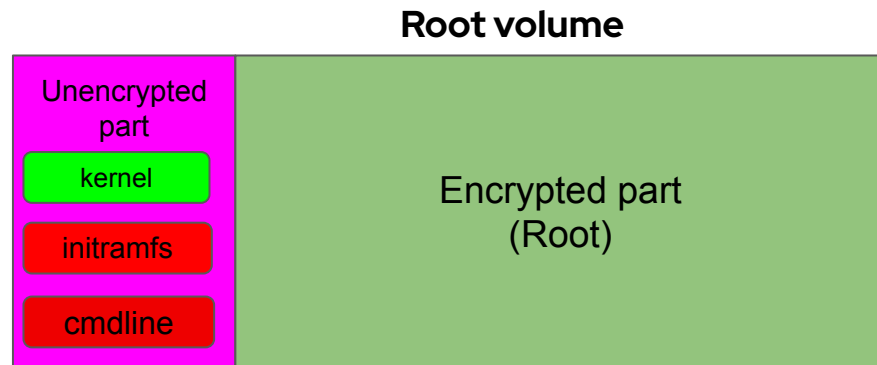 Root volume
Unencrypted
part
kernel
initramfs
cmdline
Encrypted part
(Root)